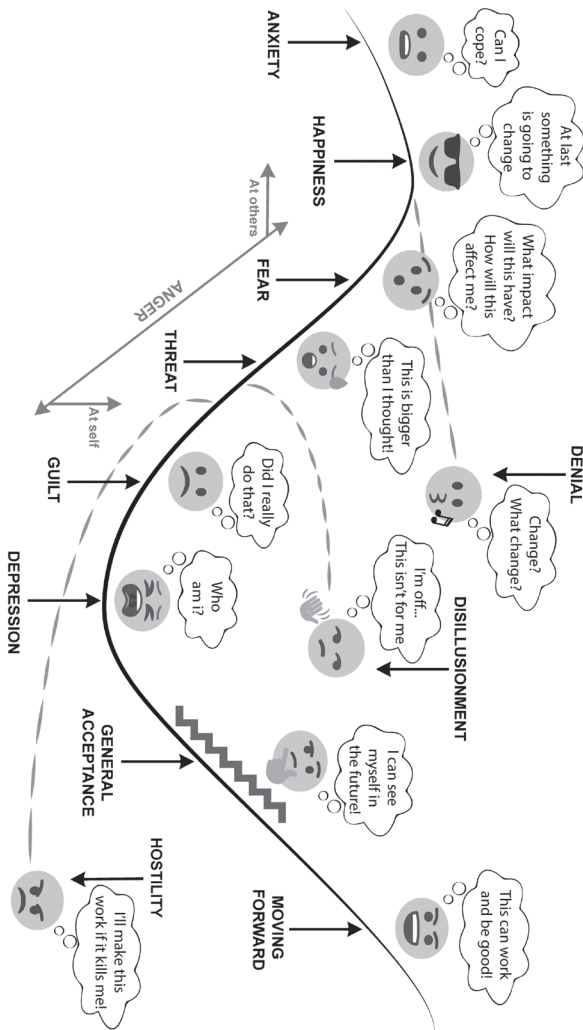 Can I
cope?
ANXIETY
At last
something
is going to
change
HAPPINESS
What impact
will this have?
How will this
affect me?
FEAR
This is bigger
than I thought!
THREAT
ANGER
At others
At self
Change?
What change?
DENIAL
Did I really
do that?
GUILT
Who
am i?
DEPRESSION
I'm off...
This isn't for me
DISILLUSIONMENT
I can see
myself in
the future!
GENERAL
ACCEPTANCE
I'll make this
work if it kills me!
HOSTILITY
This can work
and be good!
MOVING
FORWARD